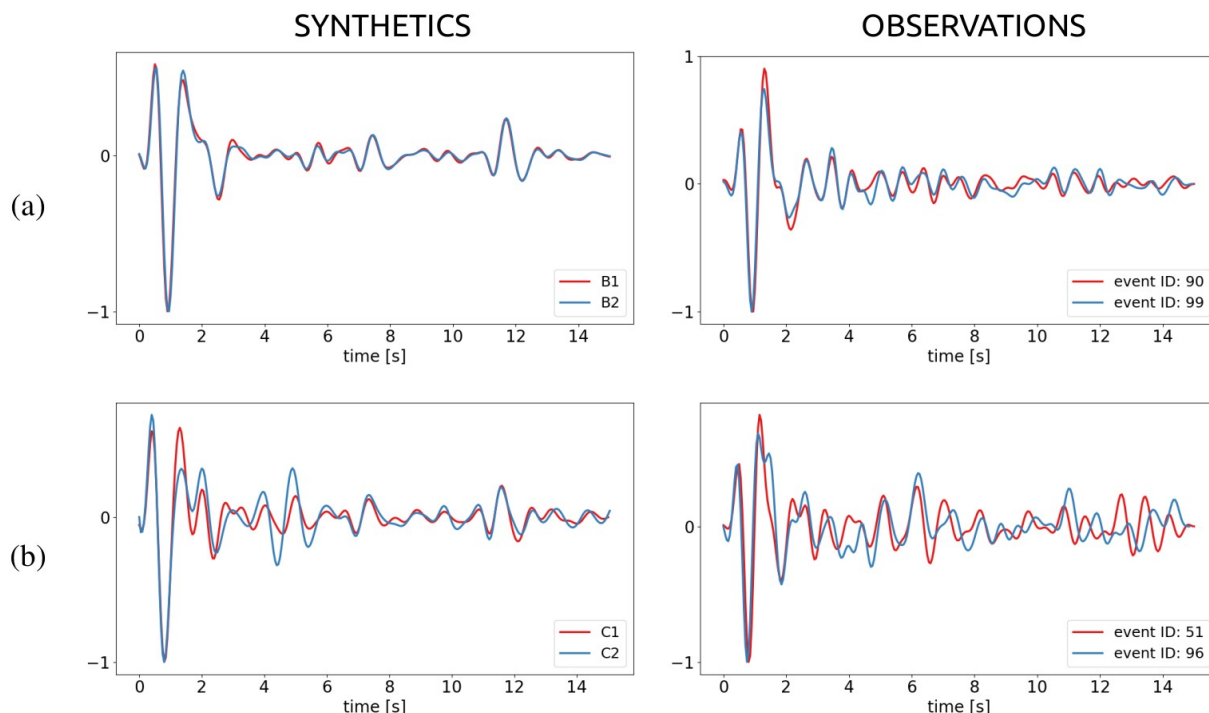 SYNTHETICS
OBSERVATIONS
(a)
0
−1
B1
B2
0 2 4 6 8 10 12 14
time [s]
1
0
−1
event ID: 90
event ID: 99
0 2 4 6 8 10 12 14
time [s]
(b)
0
−1
C1
C2
0 2 4 6 8 10 12 14
time [s]
0
−1
event ID: 51
event ID: 96
0 2 4 6 8 10 12 14
time [s]